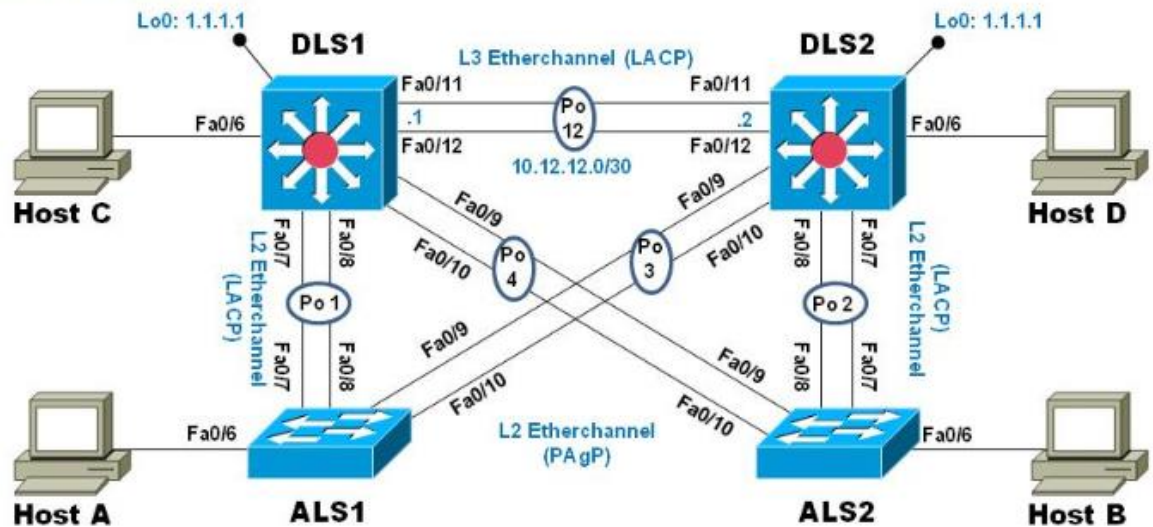 Lo0: 1.1.1.1
Lo0: 1.1.1.1
DLS1
DLS2
L3 Etherchannel (LACP)
Fa0/11
Fa0/11
Po
12
Fa0/6
.1
.2
Fa0/6
Fa0/12
Fa0/12
10.12.12.0/30
Host C
Host D
Fa0/9
Fa0/9
Fa0/10
Fa0/10
Po
4
Po
3
Fa0/7
Fa0/8
Fa0/8
Fa0/7
L2 Etherchannel
(LACP)
(LACP)
L2 Etherchannel
Po 1
Po 2
Fa0/7
Fa0/8
Fa0/8
Fa0/7
Fa0/9
Fa0/9
Fa0/10
Fa0/10
Fa0/6
L2 Etherchannel
(PAgP)
Fa0/6
Host A
ALS1
ALS2
Host B